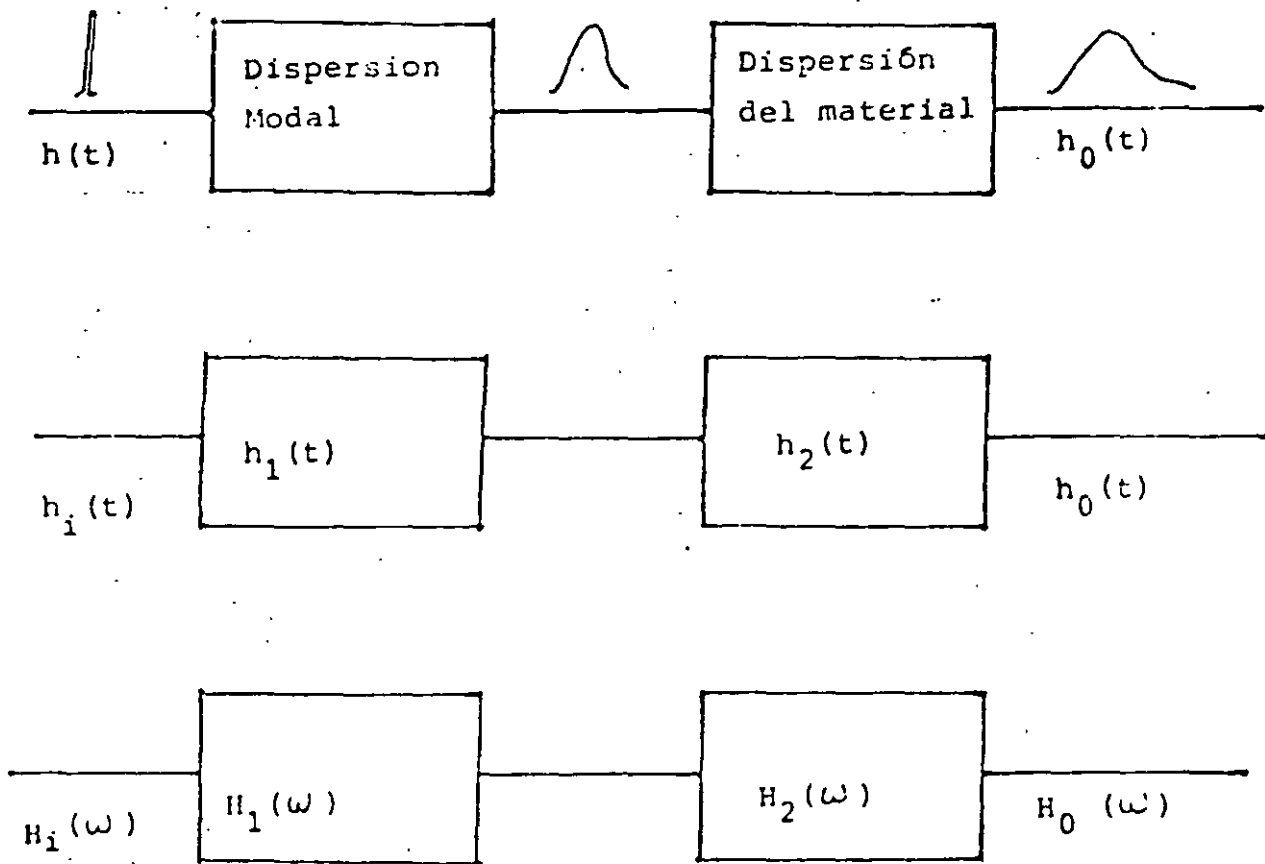 Dispersion
Modal
Dispersión
del material
h(t)
h₀(t)
h₁(t)
h₂(t)
hᵢ(t)
h₀(t)
H₁(ω)
H₂(ω)
Hᵢ(ω)
H₀(ω)